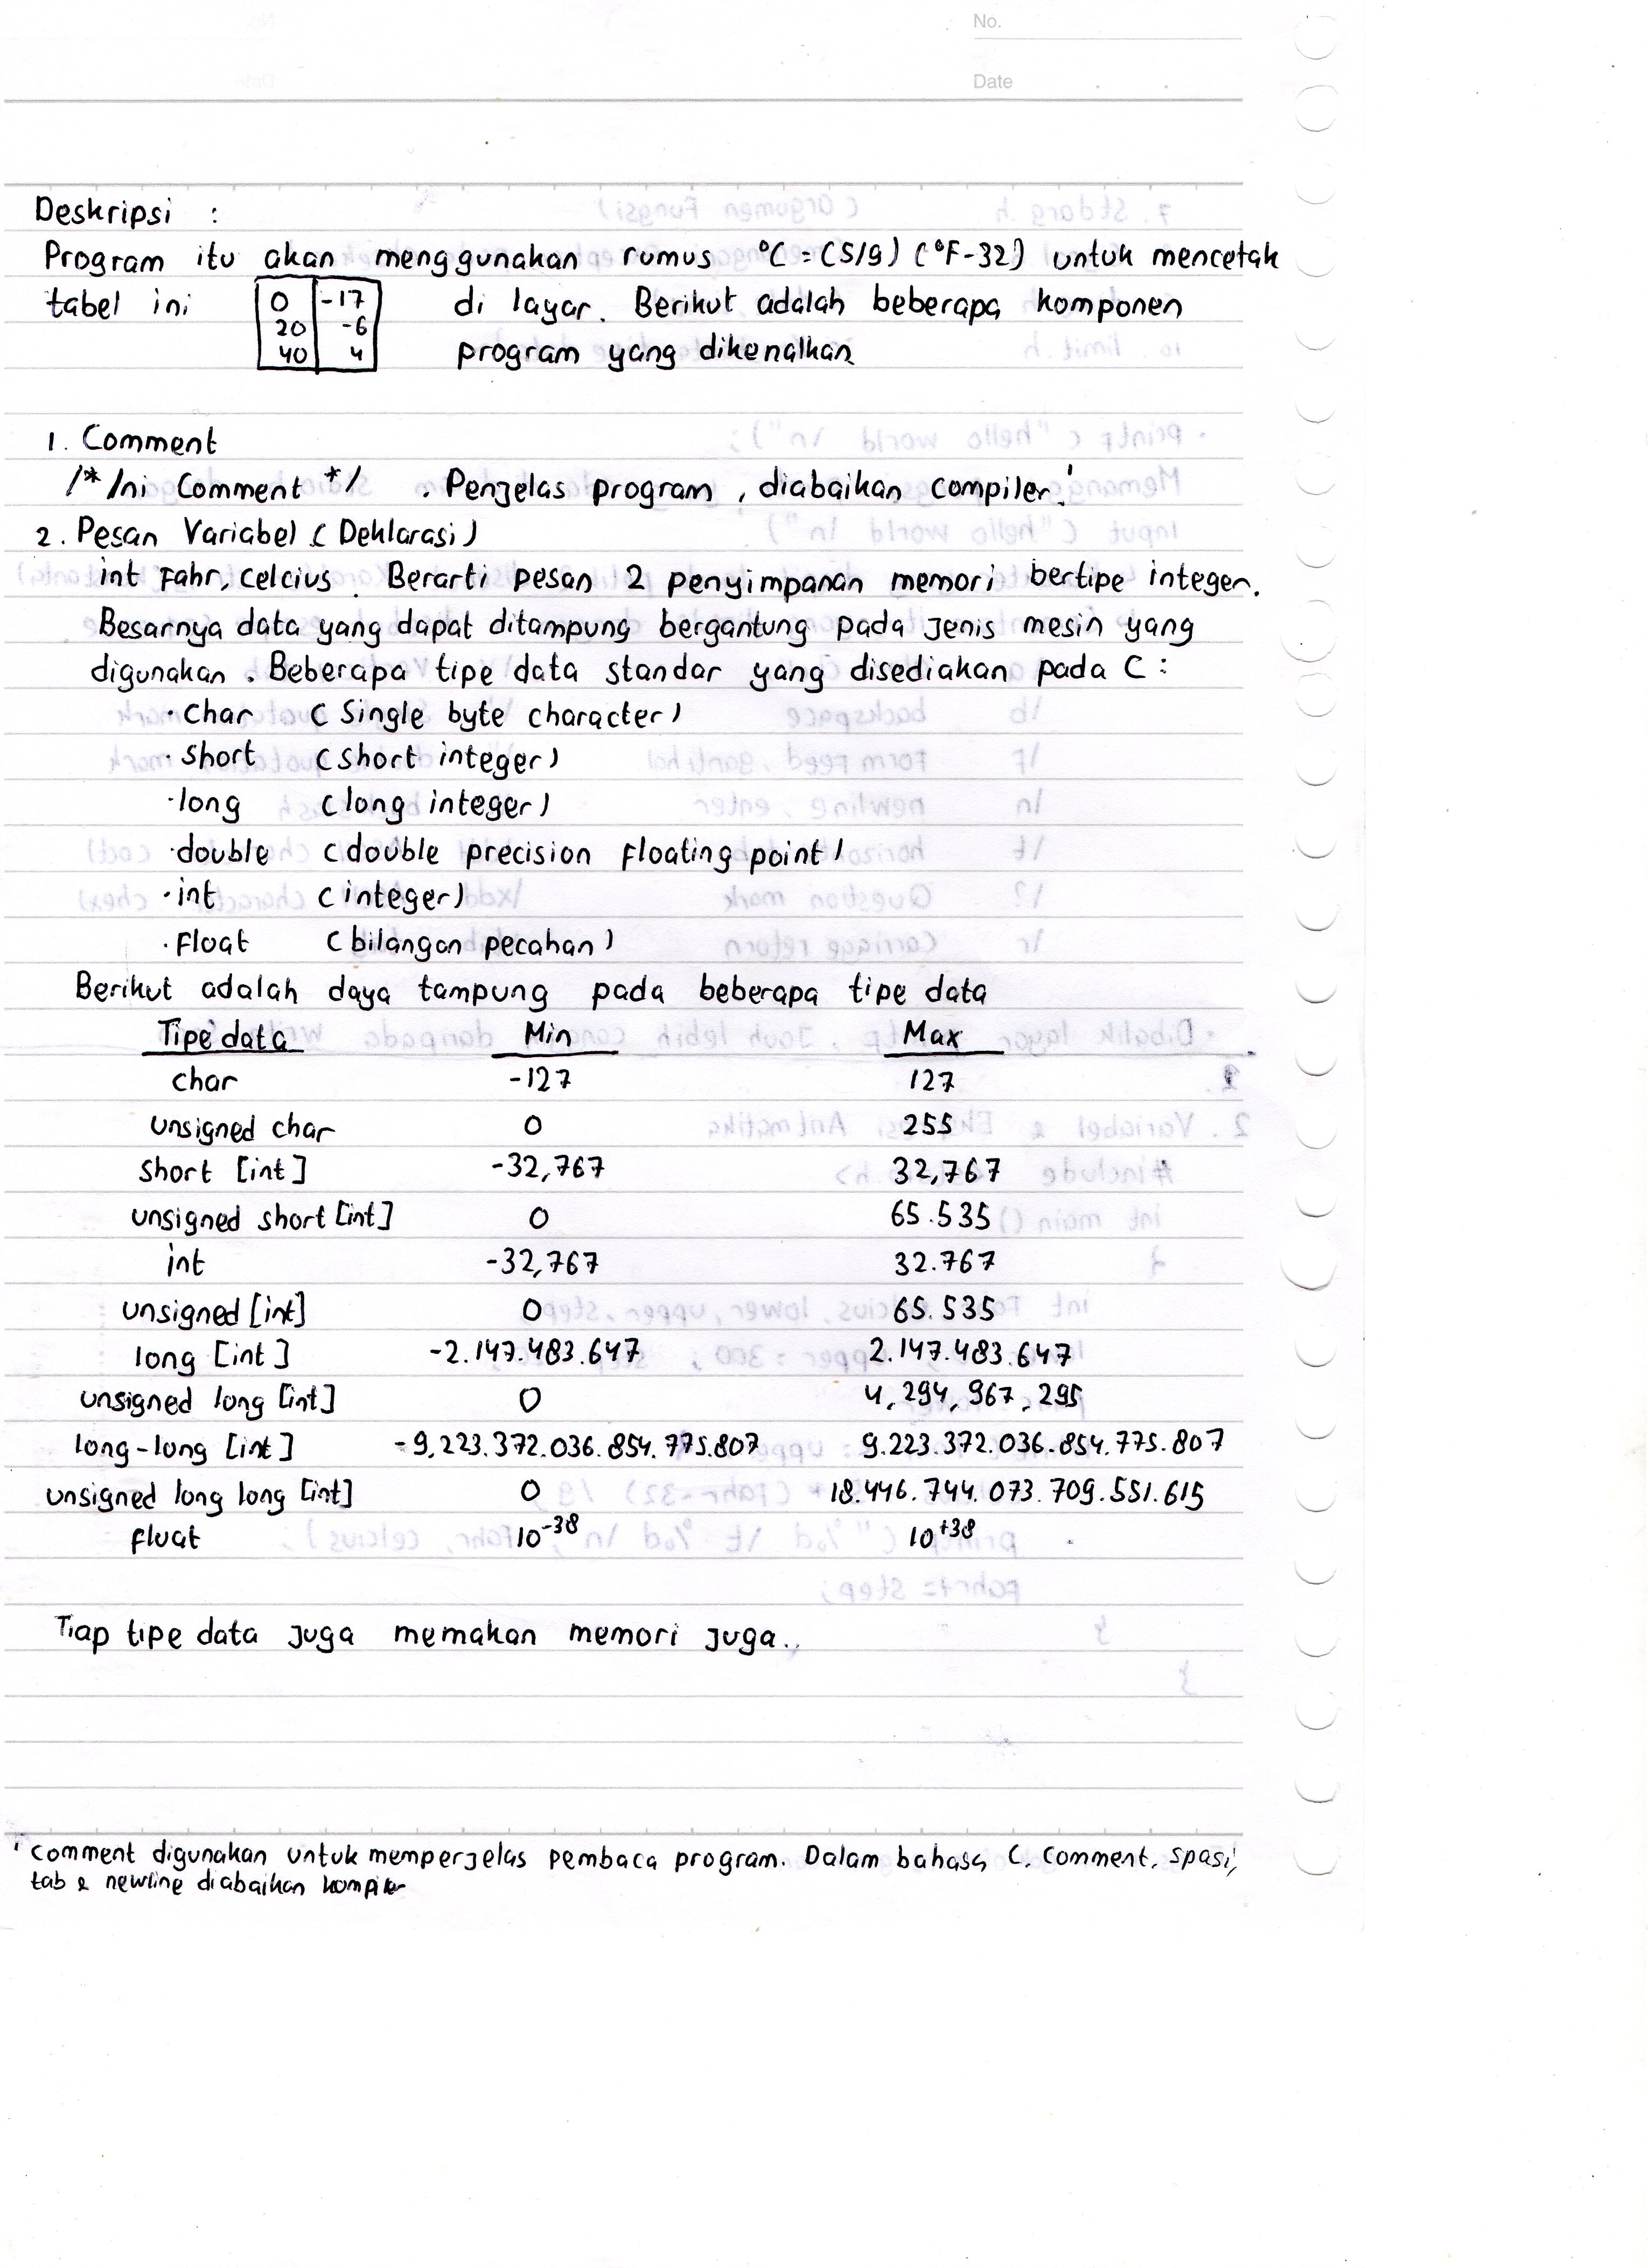 No.
Date
Deskripsi :
Program itu akan menggunakan rumus °C = (5/9) (°F-32) untuk mencetak
tabel ini 0 -17 di layar. Berikut adalah beberapa komponen
20 -6
40 4 program yang dikenalkan
1. Comment
/* Ini Comment */ . Penjelas program, diabaikan compiler.¹
2. Pesan Variabel (Deklarasi)
int Fahr, celcius. Berarti pesan 2 penyimpanan memori bertipe integer.
Besarnya data yang dapat ditampung bergantung pada jenis mesin yang
digunakan. Beberapa tipe data standar yang disediakan pada C :
· Char (Single byte character)
· Short (short integer)
· long (long integer)
· double (double precision floating point)
· int (integer)
· Float (bilangan pecahan)
Berikut adalah daya tampung pada beberapa tipe data
Tipe data Min Max
char -127 127
unsigned char 0 255
short [int] -32,767 32,767
unsigned short [int] 0 65.535
int -32,767 32.767
unsigned [int] 0 65.535
long [int] -2.147.483.647 2.147.483.647
unsigned long [int] 0 4,294,967,295
long-long [int] -9,223.372.036.854.775.807 9.223.372.036.854.775.807
unsigned long long [int] 0 18.446.744.073.709.551.615
float 10⁻³⁸ 10⁺³⁸
Tiap tipe data juga memakan memori juga..
¹ comment digunakan untuk memperjelas pembaca program. Dalam bahasa C, comment, spasi,
tab & newline diabaikan kompiler